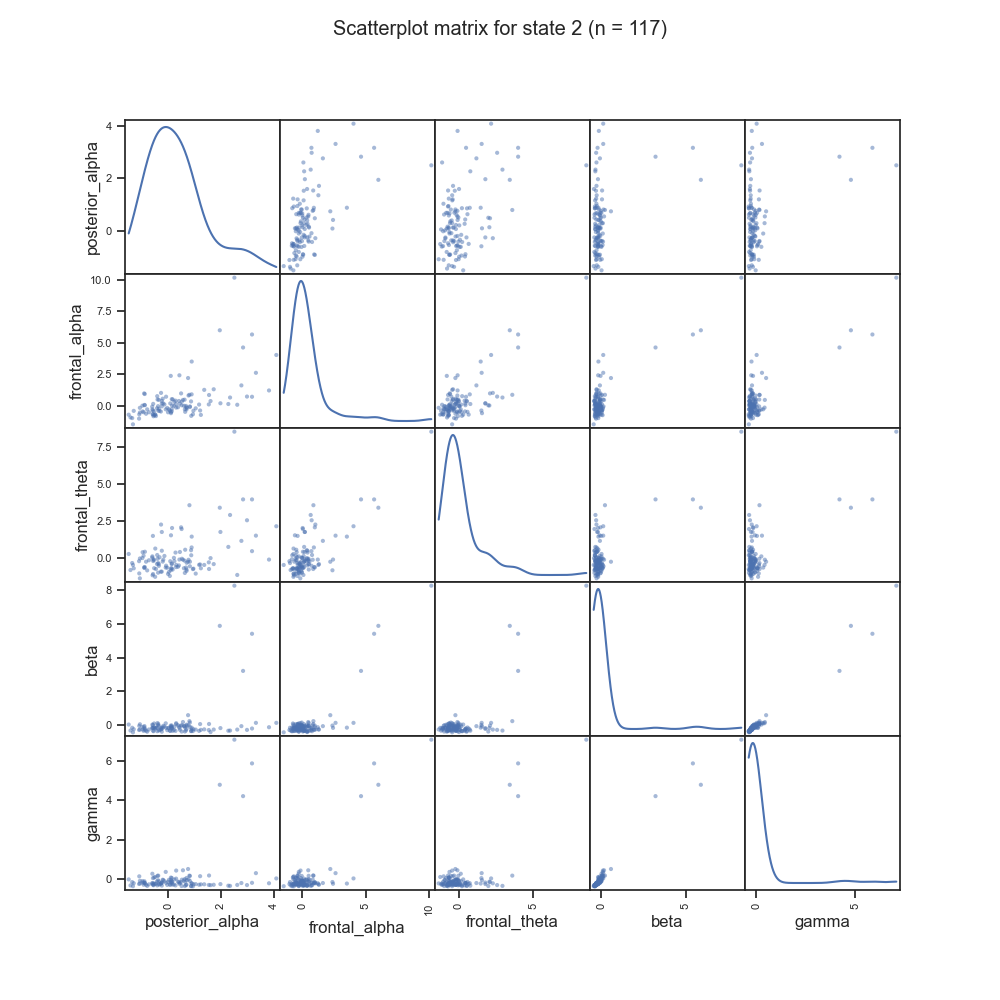 Scatterplot matrix for state 2 (n = 117)
posterior_alpha
4
2
0
frontal_alpha
10.0
7.5
5.0
2.5
0.0
frontal_theta
7.5
5.0
2.5
0.0
beta
8
6
4
2
0
gamma
6
4
2
0
0 2 4 0 5 10 0 5 0 5 0 5
posterior_alpha frontal_alpha frontal_theta beta gamma